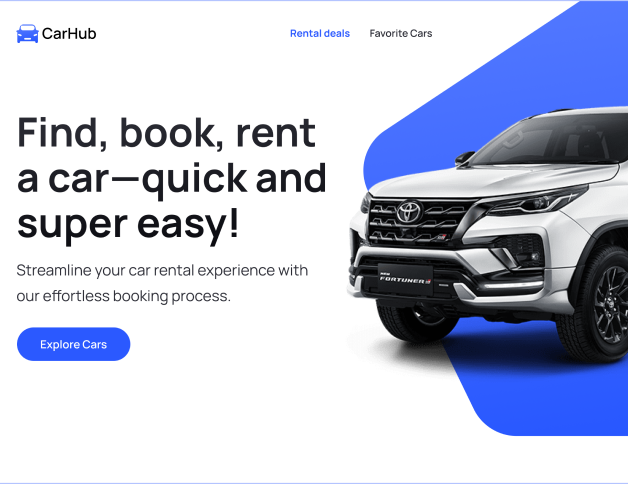 CarHub
Rental deals
Favorite Cars
Find, book, rent
a car—quick and
super easy!
Streamline your car rental experience with
our effortless booking process.
Explore Cars
NEW
FORTUNER